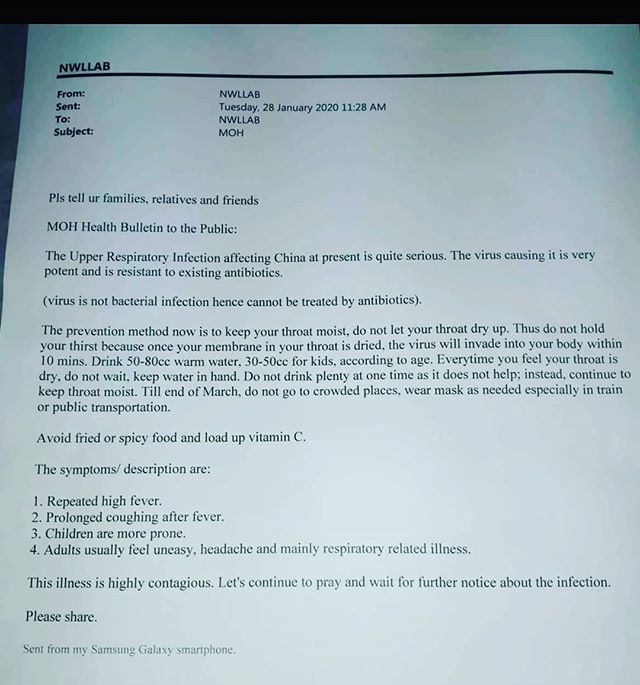 NWLLAB
From: NWLLAB
Sent: Tuesday, 28 January 2020 11:28 AM
To: NWLLAB
Subject: MOH
Pls tell ur families, relatives and friends
MOH Health Bulletin to the Public:
The Upper Respiratory Infection affecting China at present is quite serious. The virus causing it is very
potent and is resistant to existing antibiotics.
(virus is not bacterial infection hence cannot be treated by antibiotics).
The prevention method now is to keep your throat moist, do not let your throat dry up. Thus do not hold
your thirst because once your membrane in your throat is dried, the virus will invade into your body within
10 mins. Drink 50-80cc warm water, 30-50cc for kids, according to age. Everytime you feel your throat is
dry, do not wait, keep water in hand. Do not drink plenty at one time as it does not help; instead, continue to
keep throat moist. Till end of March, do not go to crowded places, wear mask as needed especially in train
or public transportation.
Avoid fried or spicy food and load up vitamin C.
The symptoms/ description are:
1. Repeated high fever.
2. Prolonged coughing after fever.
3. Children are more prone.
4. Adults usually feel uneasy, headache and mainly respiratory related illness.
This illness is highly contagious. Let's continue to pray and wait for further notice about the infection.
Please share.
Sent from my Samsung Galaxy smartphone.